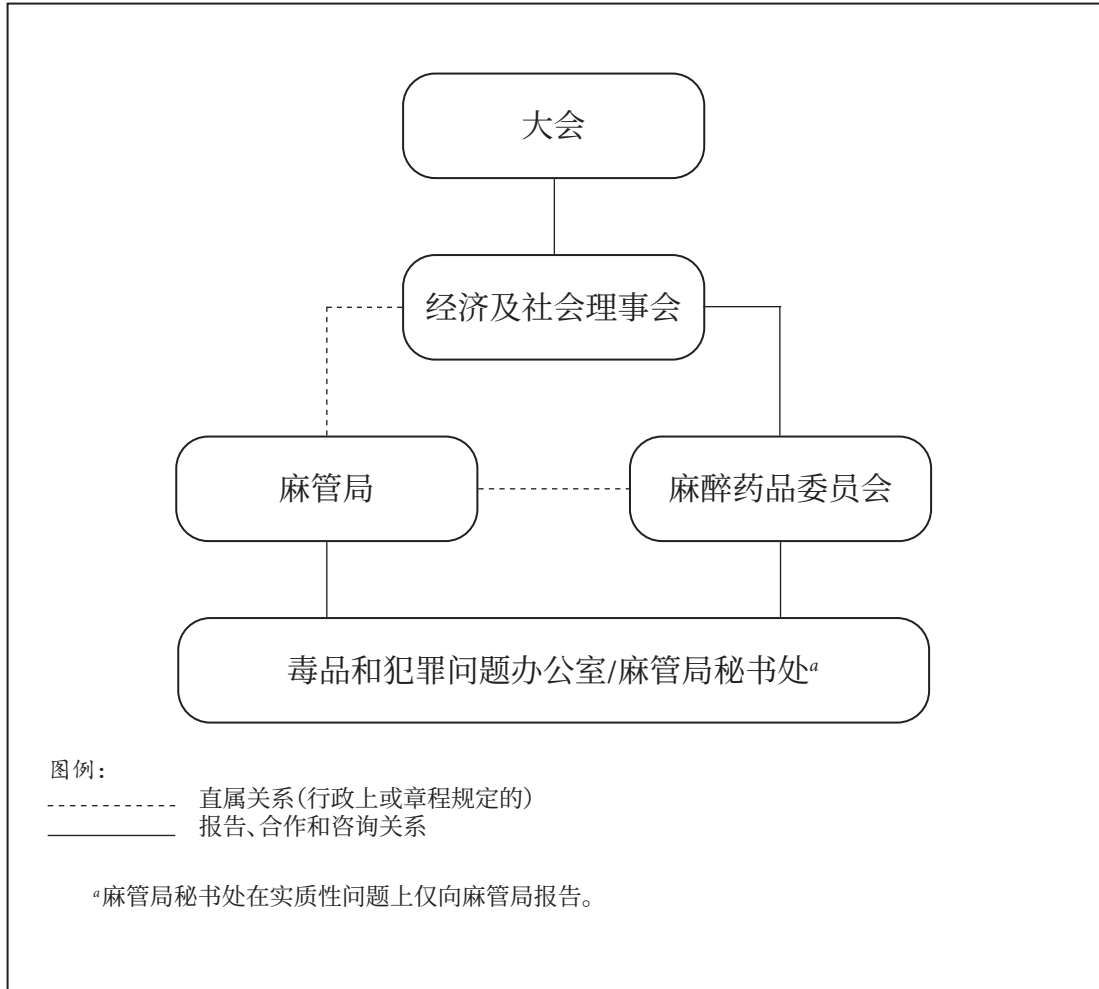 大会
经济及社会理事会
麻管局
麻醉药品委员会
毒品和犯罪问题办公室/麻管局秘书处a
图例：
直属关系(行政上或章程规定的)
报告、合作和咨询关系
a麻管局秘书处在实质性问题上仅向麻管局报告。